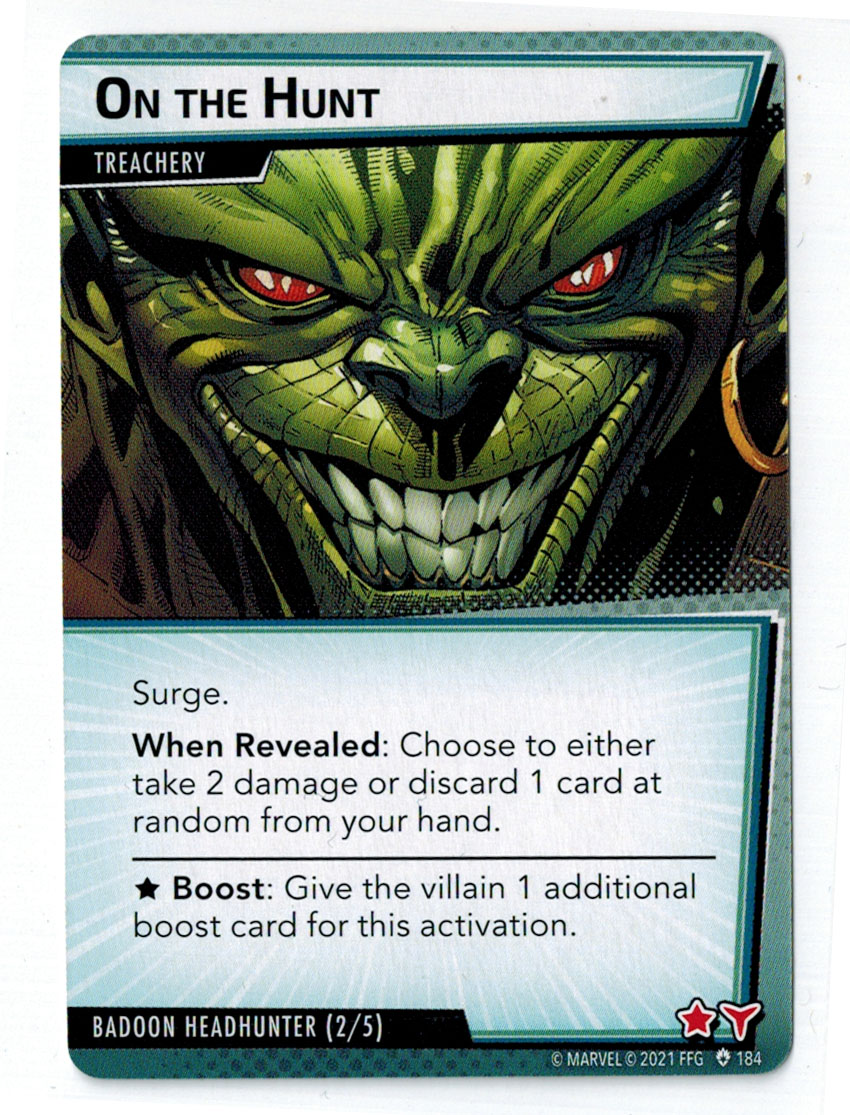 On the Hunt
TREACHERY
Surge.
When Revealed: Choose to either
take 2 damage or discard 1 card at
random from your hand.
★ Boost: Give the villain 1 additional
boost card for this activation.
BADOON HEADHUNTER (2/5)
© MARVEL © 2021 FFG 184